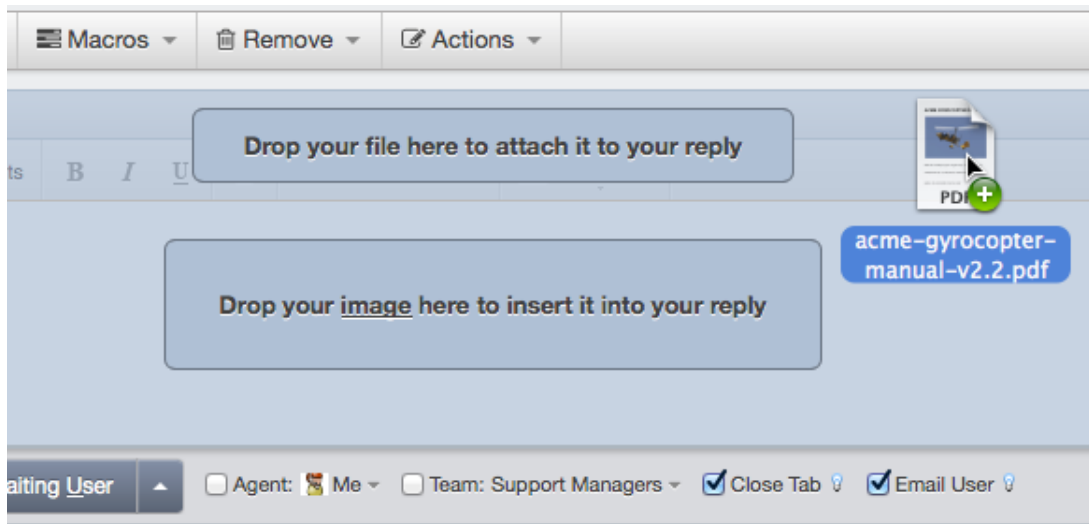 Macros Remove Actions
Drop your file here to attach it to your reply
ts B I U
PDF
acme-gyrocopter-
manual-v2.2.pdf
Drop your image here to insert it into your reply
aiting User Agent: Me Team: Support Managers Close Tab Email User